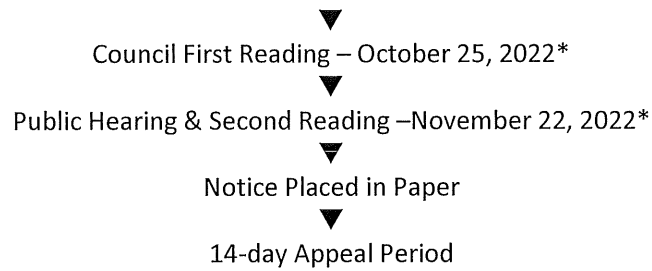 Council First Reading – October 25, 2022*
Public Hearing & Second Reading –November 22, 2022*
Notice Placed in Paper
14-day Appeal Period